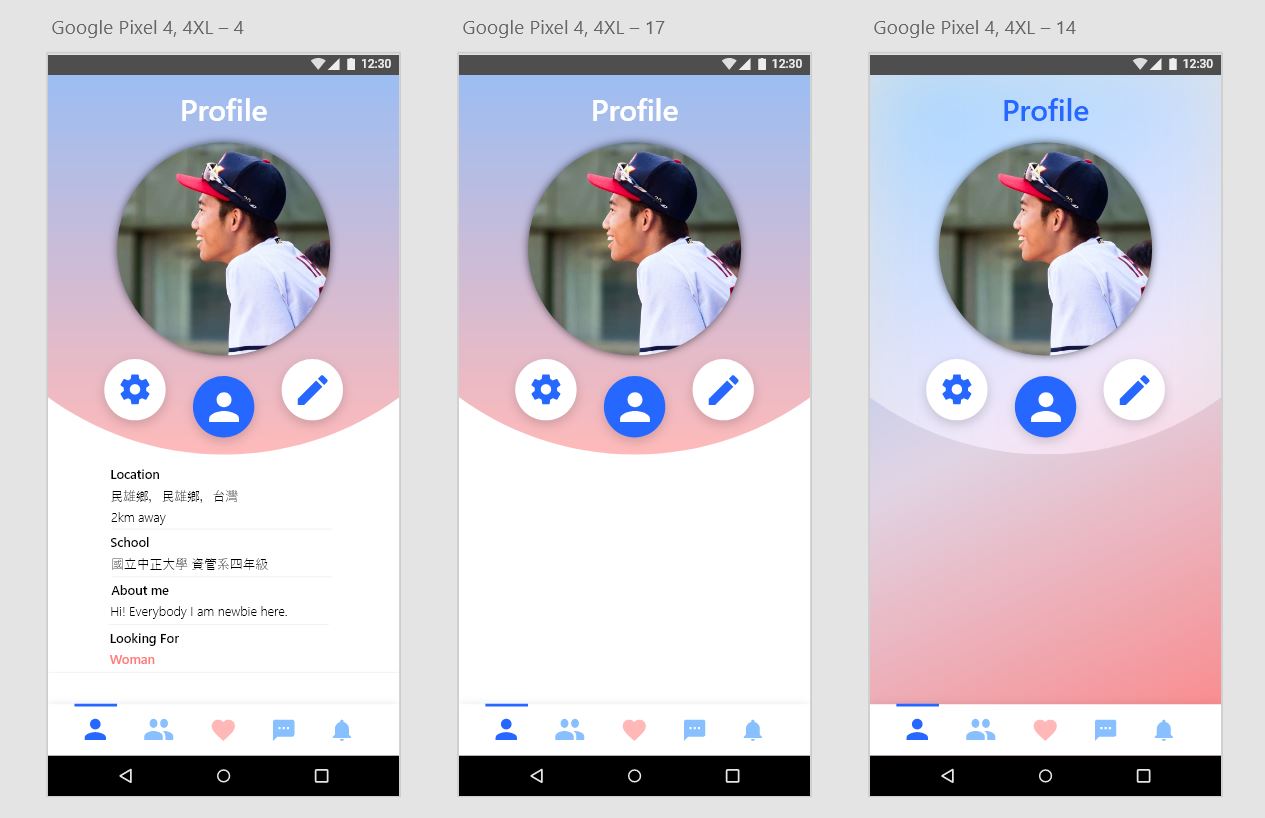 Google Pixel 4, 4XL – 4
12:30
Profile
Location
民雄鄉, 民雄鄉, 台灣
2km away
School
國立中正大學 資管系四年級
About me
Hi! Everybody I am newbie here.
Looking For
Woman
Google Pixel 4, 4XL – 17
12:30
Profile
Google Pixel 4, 4XL – 14
12:30
Profile